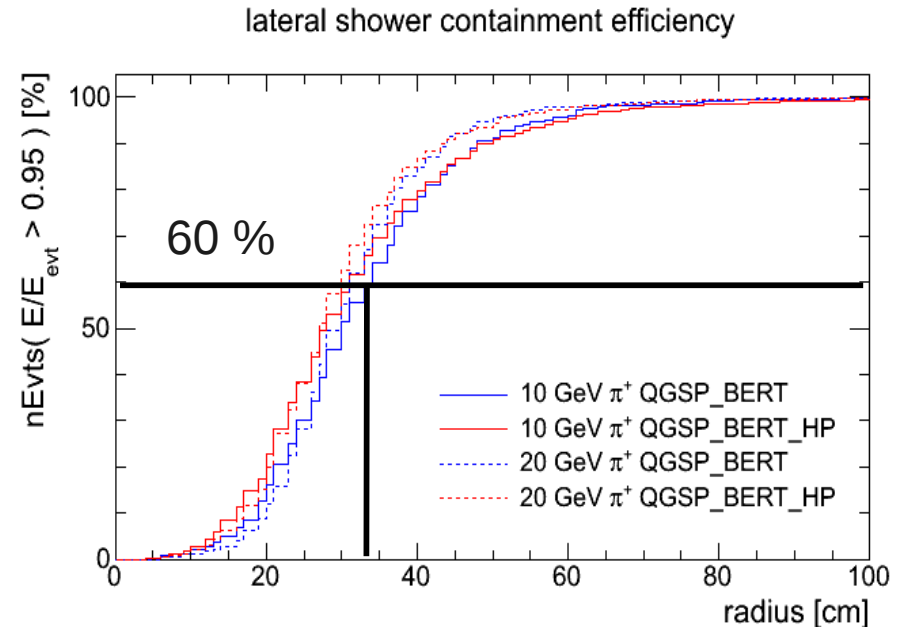 lateral shower containment efficiency
nEvts( E/E_evt > 0.95 ) [%]
100
60 %
50
10 GeV π⁺ QGSP_BERT
10 GeV π⁺ QGSP_BERT_HP
20 GeV π⁺ QGSP_BERT
20 GeV π⁺ QGSP_BERT_HP
0
0 20 40 60 80 100
radius [cm]